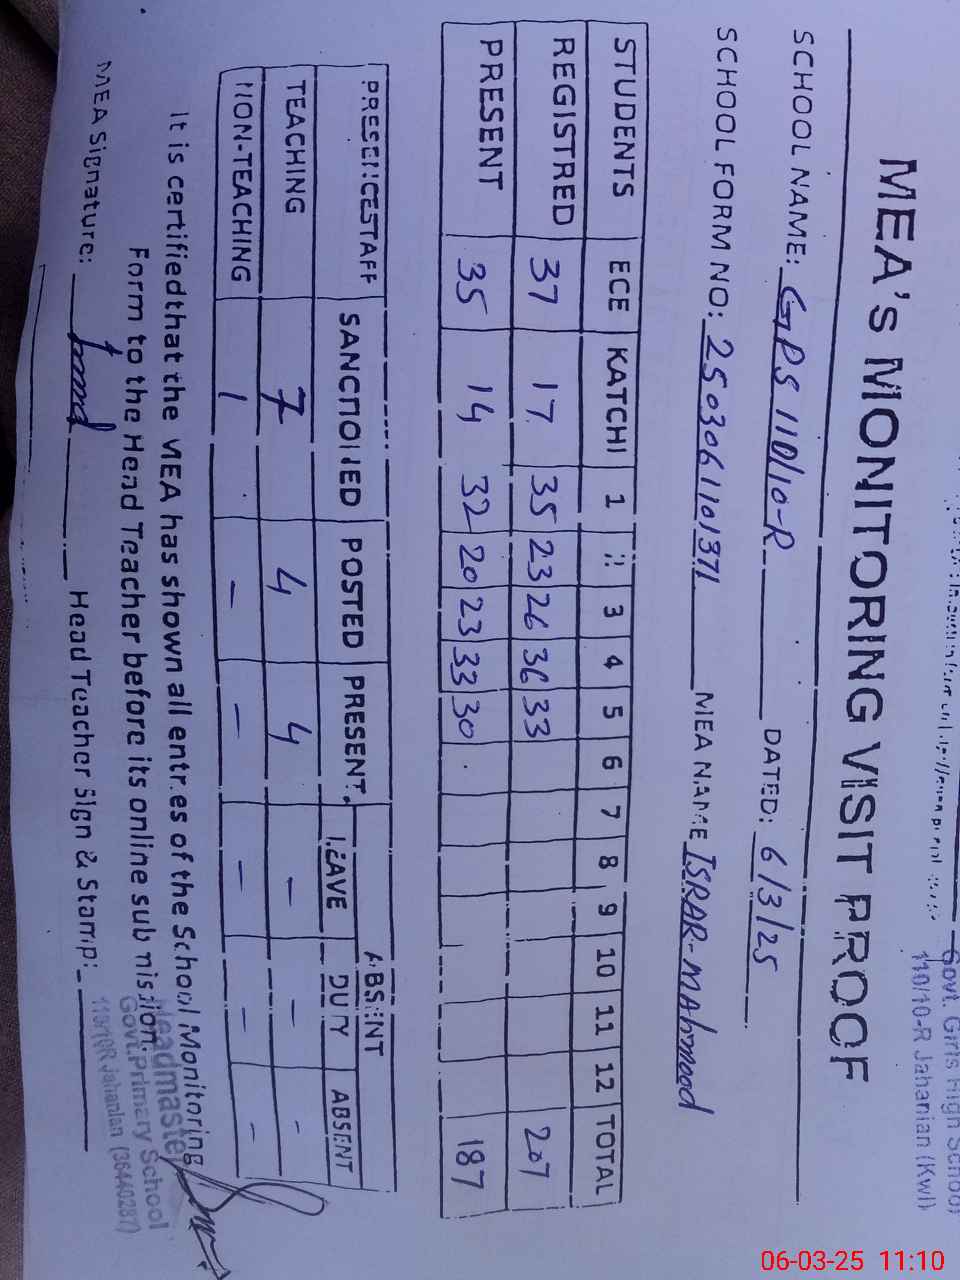 Govt. Girls High School
110/10-R Jahanian (Kwl)
MEA'S MONITORING VISIT PROOF
SCHOOL NAME: GPS 110/10-R DATED: 6/3/25
SCHOOL FORM NO: 2503061101371 MEA NAME ISRAR-MAhmood
STUDENTS ECE KATCHI 1 2 3 4 5 6 7 8 9 10 11 12 TOTAL
REGISTRED 37 17 35 23 26 36 33 207
PRESENT 35 14 32 20 23 33 30 187
PRESENCE STAFF SANCTIONED POSTED PRESENT ABSENT
LEAVE DUTY ABSENT
TEACHING 7 4 4 - - -
NON-TEACHING 1 - - - - -
It is certified that the MEA has shown all entries of the School Monitoring
Form to the Head Teacher before its online submission.
MEA Signature: Head Teacher Sign & Stamp:
Headmaster
Govt. Primary School
110/10R Jahanian (36440287)
06-03-25 11:10